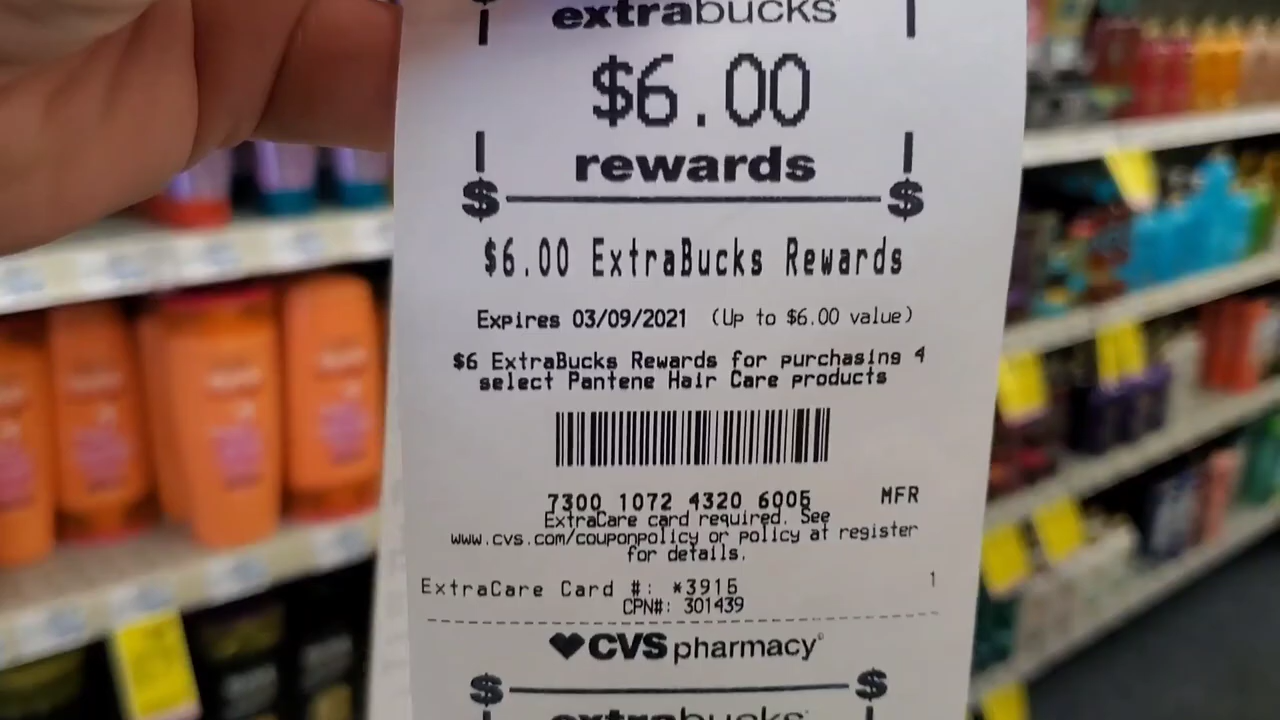 extrabucks
$6.00
rewards
$ $
$6.00 ExtraBucks Rewards
Expires 03/09/2021 (Up to $6.00 value)
$6 ExtraBucks Rewards for purchasing 4
select Pantene Hair Care products
7300 1072 4320 6005 MFR
ExtraCare card required. See
www.cvs.com/couponpolicy or policy at register
for details.
ExtraCare Card #: *3915 1
CPN#: 301439
CVS pharmacy®
$ $
extrabucks